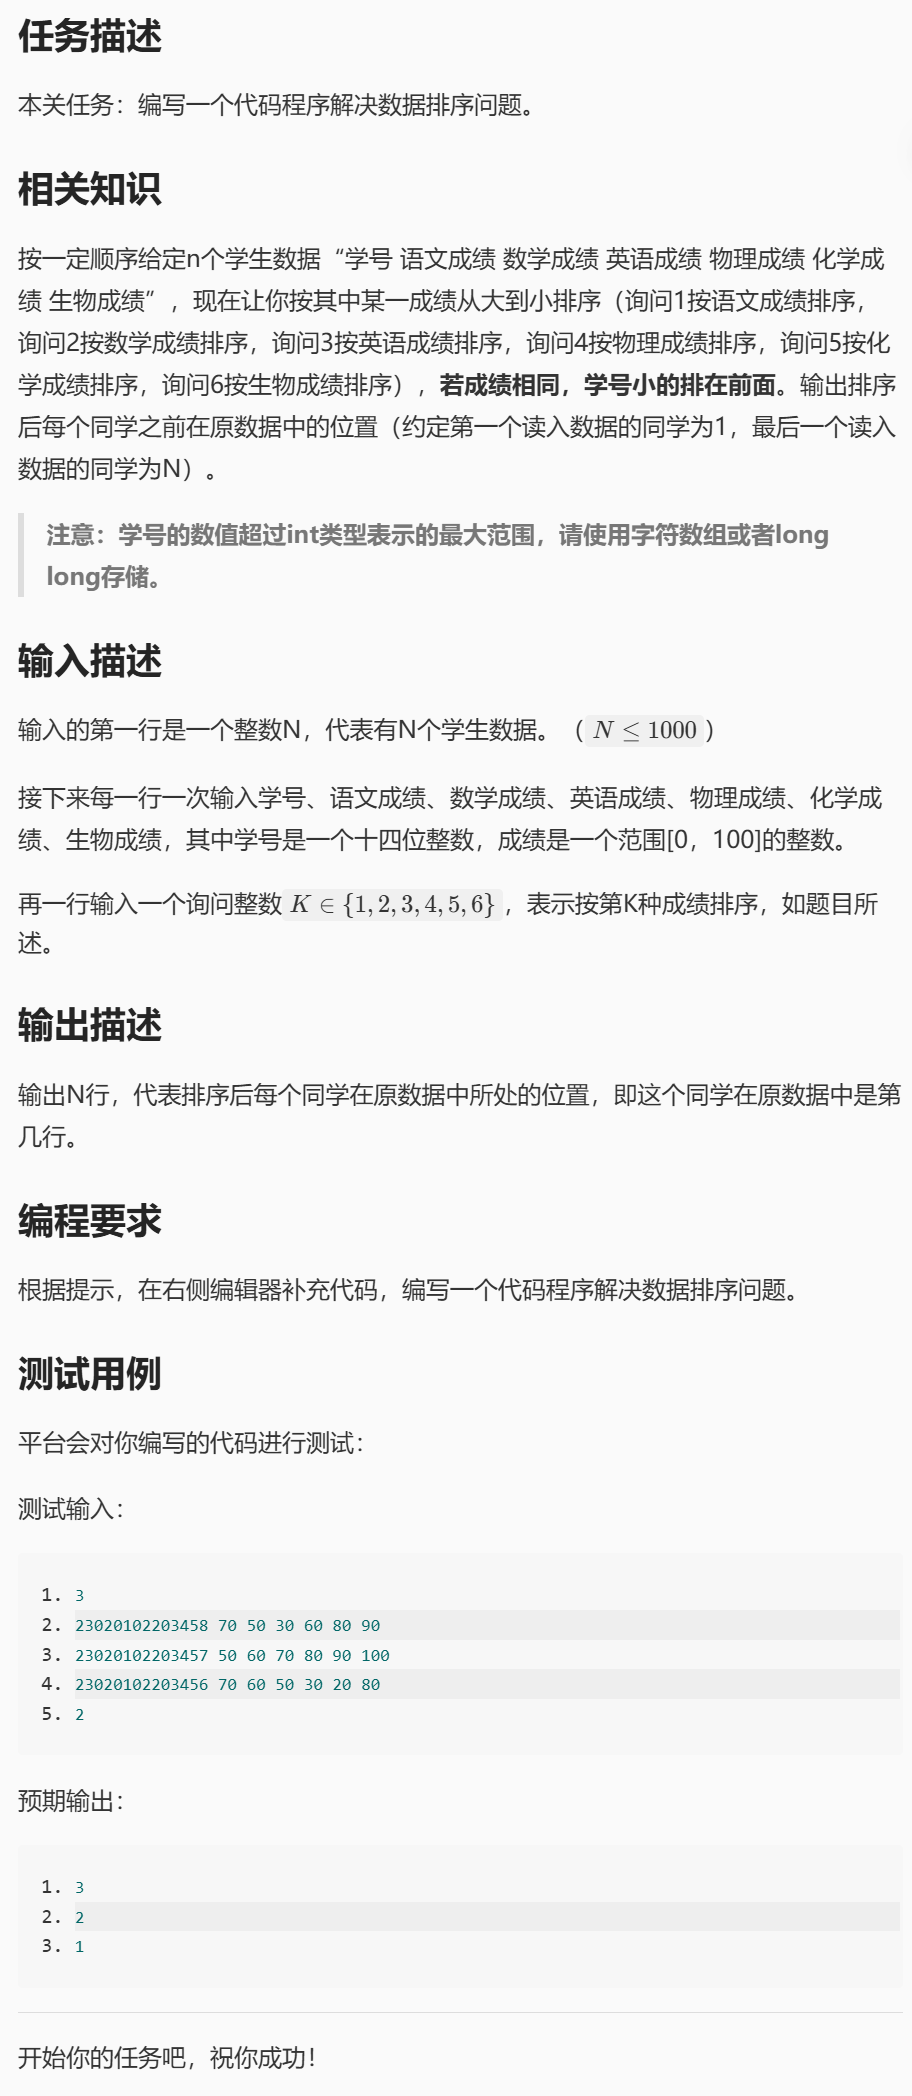 任务描述
本关任务：编写一个代码程序解决数据排序问题。
相关知识
按一定顺序给定n个学生数据“学号 语文成绩 数学成绩 英语成绩 物理成绩 化学成
绩 生物成绩”，现在让你按其中某一成绩从大到小排序（询问1按语文成绩排序，
询问2按数学成绩排序，询问3按英语成绩排序，询问4按物理成绩排序，询问5按化
学成绩排序，询问6按生物成绩排序），若成绩相同，学号小的排在前面。输出排序
后每个同学之前在原数据中的位置（约定第一个读入数据的同学为1，最后一个读入
数据的同学为N）。
注意：学号的数值超过int类型表示的最大范围，请使用字符数组或者long
long存储。
输入描述
输入的第一行是一个整数N，代表有N个学生数据。（N ≤ 1000）
接下来每一行一次输入学号、语文成绩、数学成绩、英语成绩、物理成绩、化学成
绩、生物成绩，其中学号是一个十四位整数，成绩是一个范围[0，100]的整数。
再一行输入一个询问整数K ∈ {1,2,3,4,5,6}，表示按第K种成绩排序，如题目所
述。
输出描述
输出N行，代表排序后每个同学在原数据中所处的位置，即这个同学在原数据中是第
几行。
编程要求
根据提示，在右侧编辑器补充代码，编写一个代码程序解决数据排序问题。
测试用例
平台会对你编写的代码进行测试：
测试输入：
1. 3
2. 23020102203458 70 50 30 60 80 90
3. 23020102203457 50 60 70 80 90 100
4. 23020102203456 70 60 50 30 20 80
5. 2
预期输出：
1. 3
2. 2
3. 1
开始你的任务吧，祝你成功！